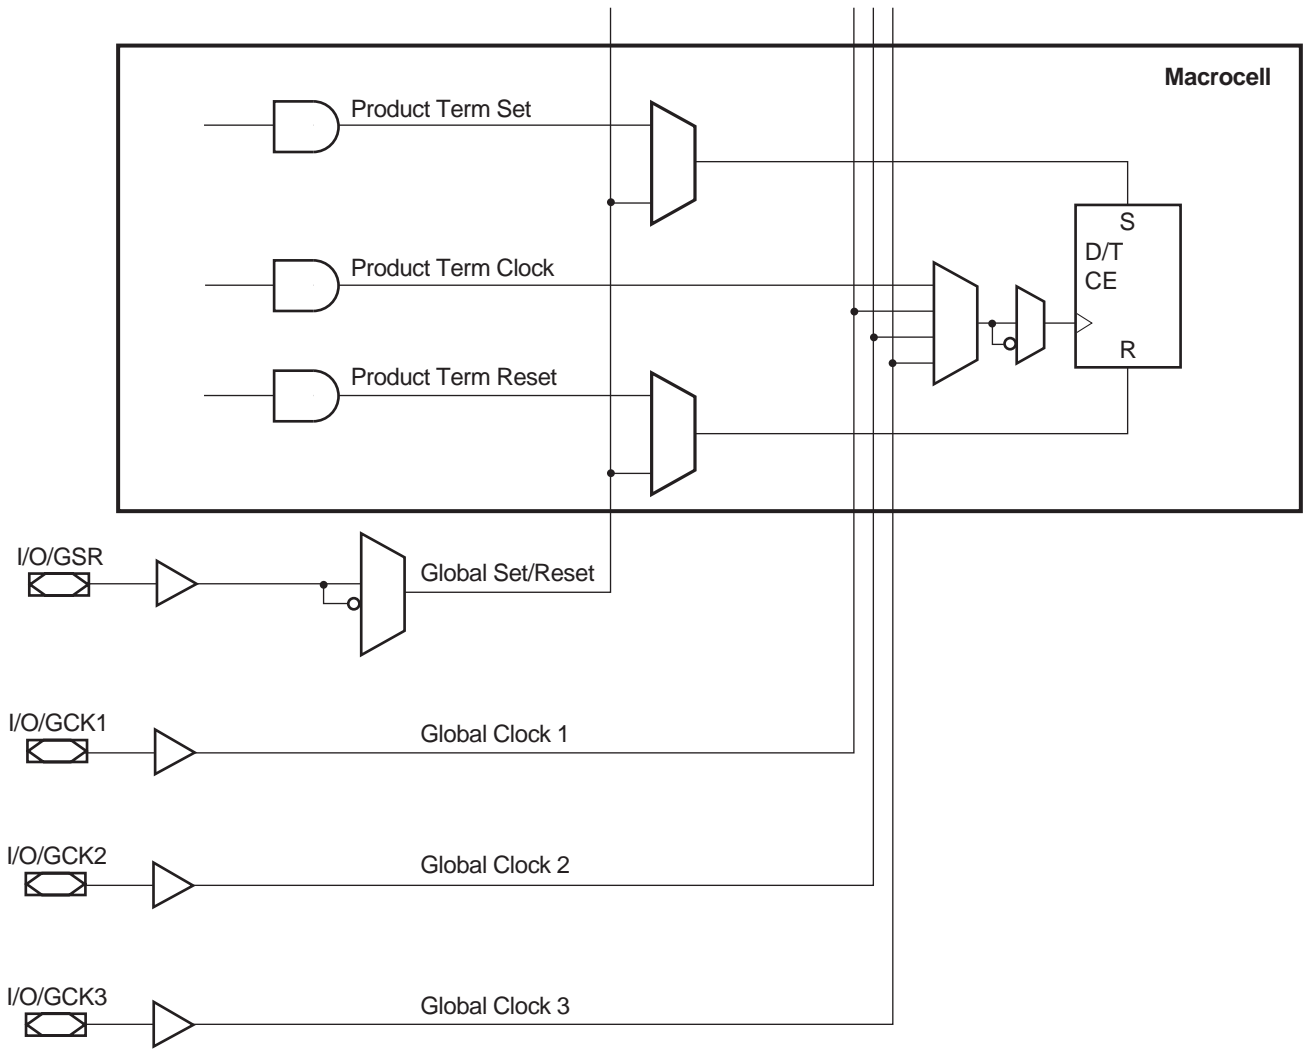 Macrocell
Product Term Set
S
D/T
CE
Product Term Clock
R
Product Term Reset
I/O/GSR
Global Set/Reset
I/O/GCK1
Global Clock 1
I/O/GCK2
Global Clock 2
I/O/GCK3
Global Clock 3